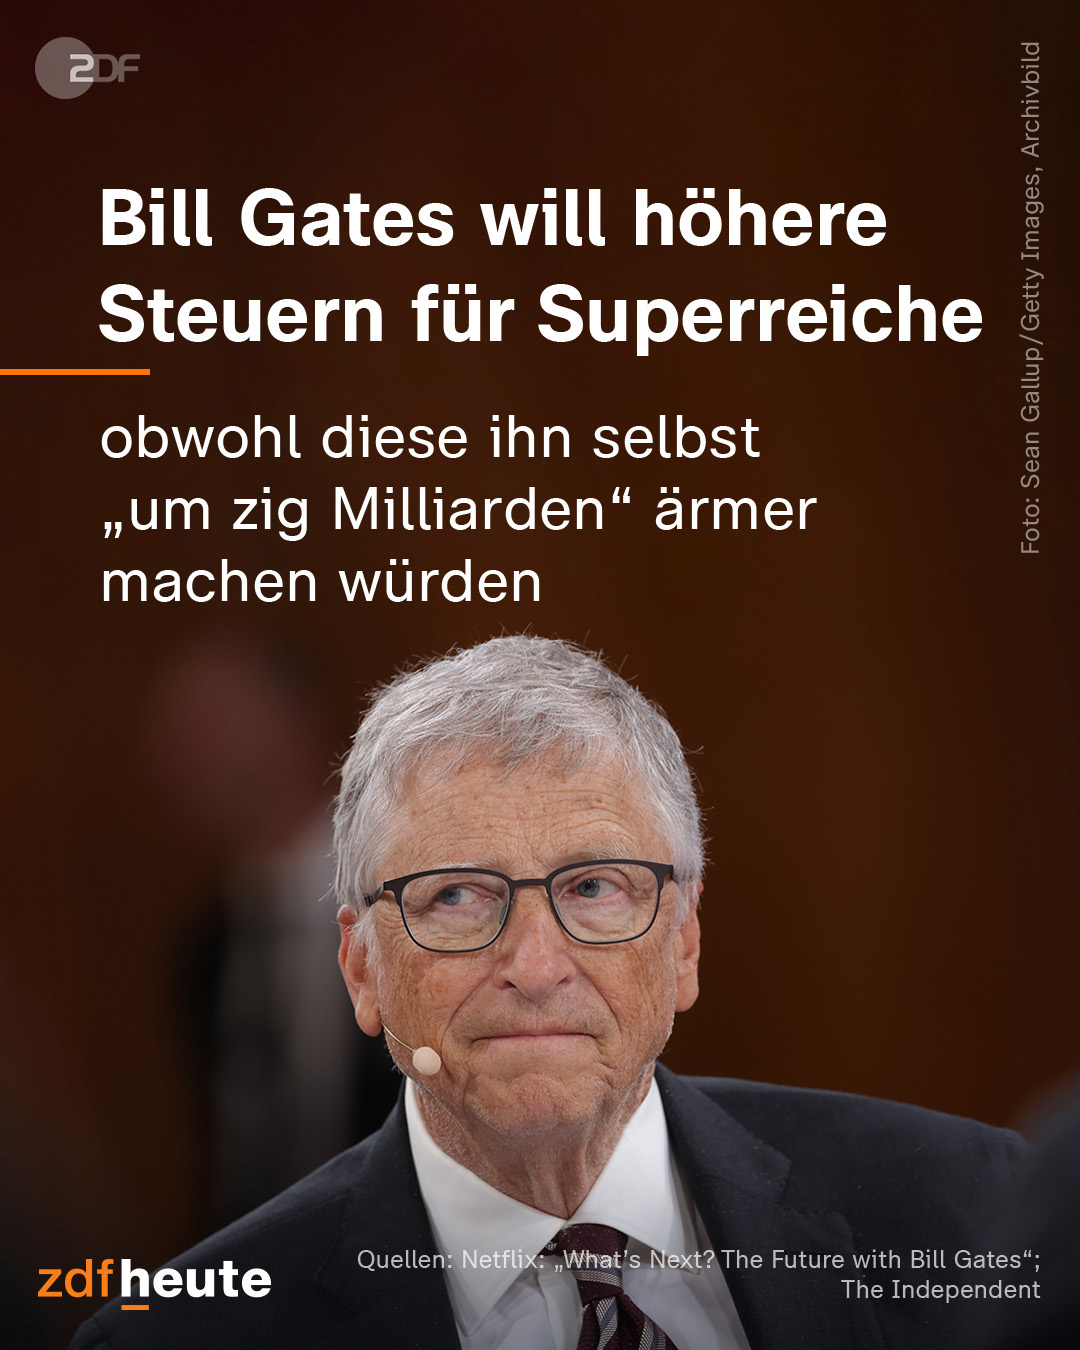 ZDF
Bill Gates will höhere
Steuern für Superreiche
obwohl diese ihn selbst
„um zig Milliarden“ ärmer
machen würden
Foto: Sean Gallup/Getty Images, Archivbild
zdfheute
Quellen: Netflix: „What’s Next? The Future with Bill Gates“;
The Independent